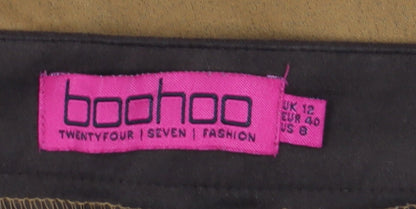 boohoo
TWENTYFOUR | SEVEN | FASHION
UK 12
EUR 40
US 8